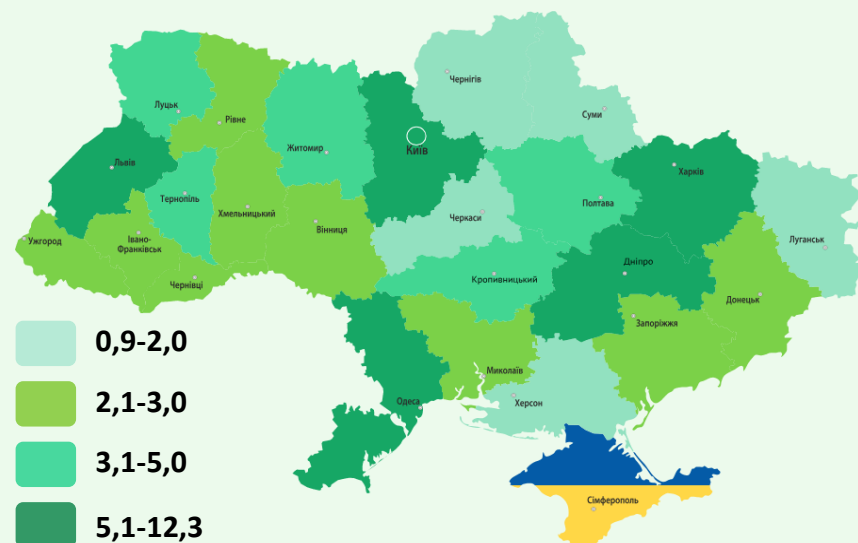 Чернігів
Луцьк
Суми
Рівне
Київ
Житомир
Львів
Харків
Тернопіль
Полтава
Хмельницький
Черкаси
Вінниця
Івано-
Франківськ
Ужгород
Луганськ
Дніпро
Кропивницький
Чернівці
Донецьк
Запоріжжя
0,9-2,0
Миколаїв
2,1-3,0
Одеса
Херсон
3,1-5,0
Сімферополь
5,1-12,3